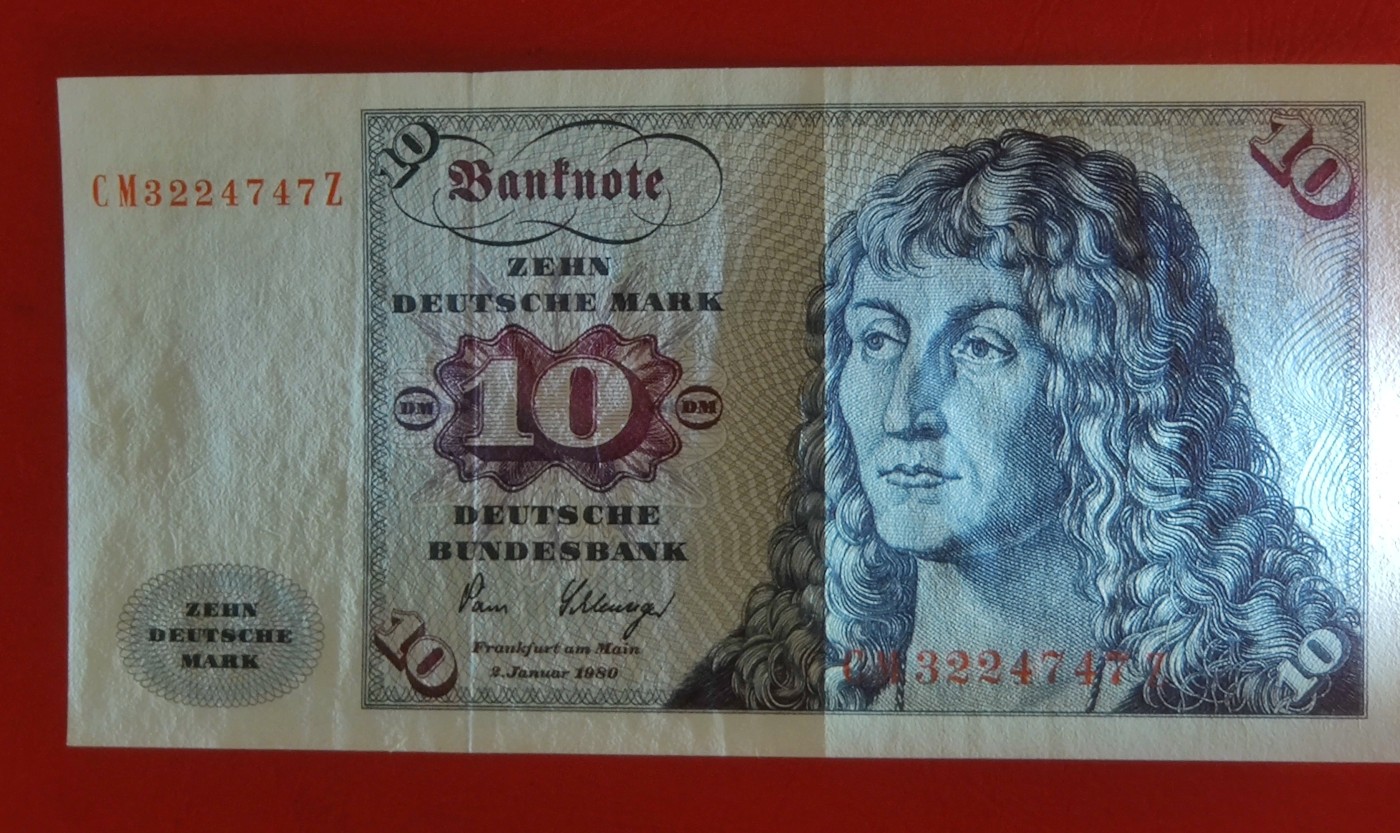 CM3224747Z
10
Banknote
10
ZEHN
DEUTSCHE MARK
DM
10
DM
DEUTSCHE
BUNDESBANK
Frankfurt am Main
2. Januar 1980
10
ZEHN
DEUTSCHE
MARK
CM3224747Z
10